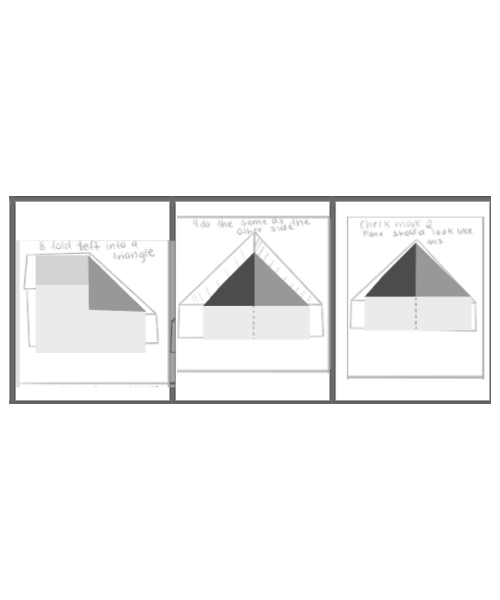 8 fold left into a
triangle
9 do the same as the
other side
Check mark 2
Plane should look like
this